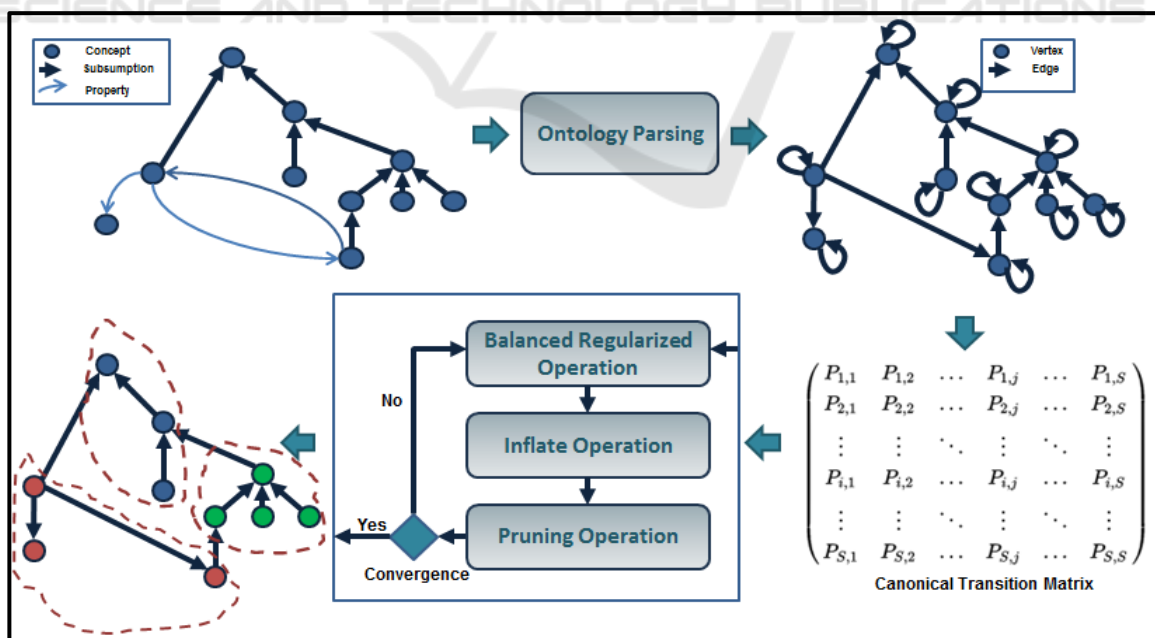 SCIENCE AND TECHNOLOGY PUBLICATIONS
Concept
Subsumption
Property
Ontology Parsing
Vertex
Edge
Balanced Regularized
Operation
Inflate Operation
Pruning Operation
No
Yes
Convergence
P1,1 P1,2 … P1,j … P1,S
P2,1 P2,2 … P2,j … P2,S
⋮ ⋮ ⋱ ⋮ ⋱ ⋮
Pi,1 Pi,2 … Pi,j … Pi,S
⋮ ⋮ ⋱ ⋮ ⋱ ⋮
PS,1 PS,2 … PS,j … PS,S
Canonical Transition Matrix